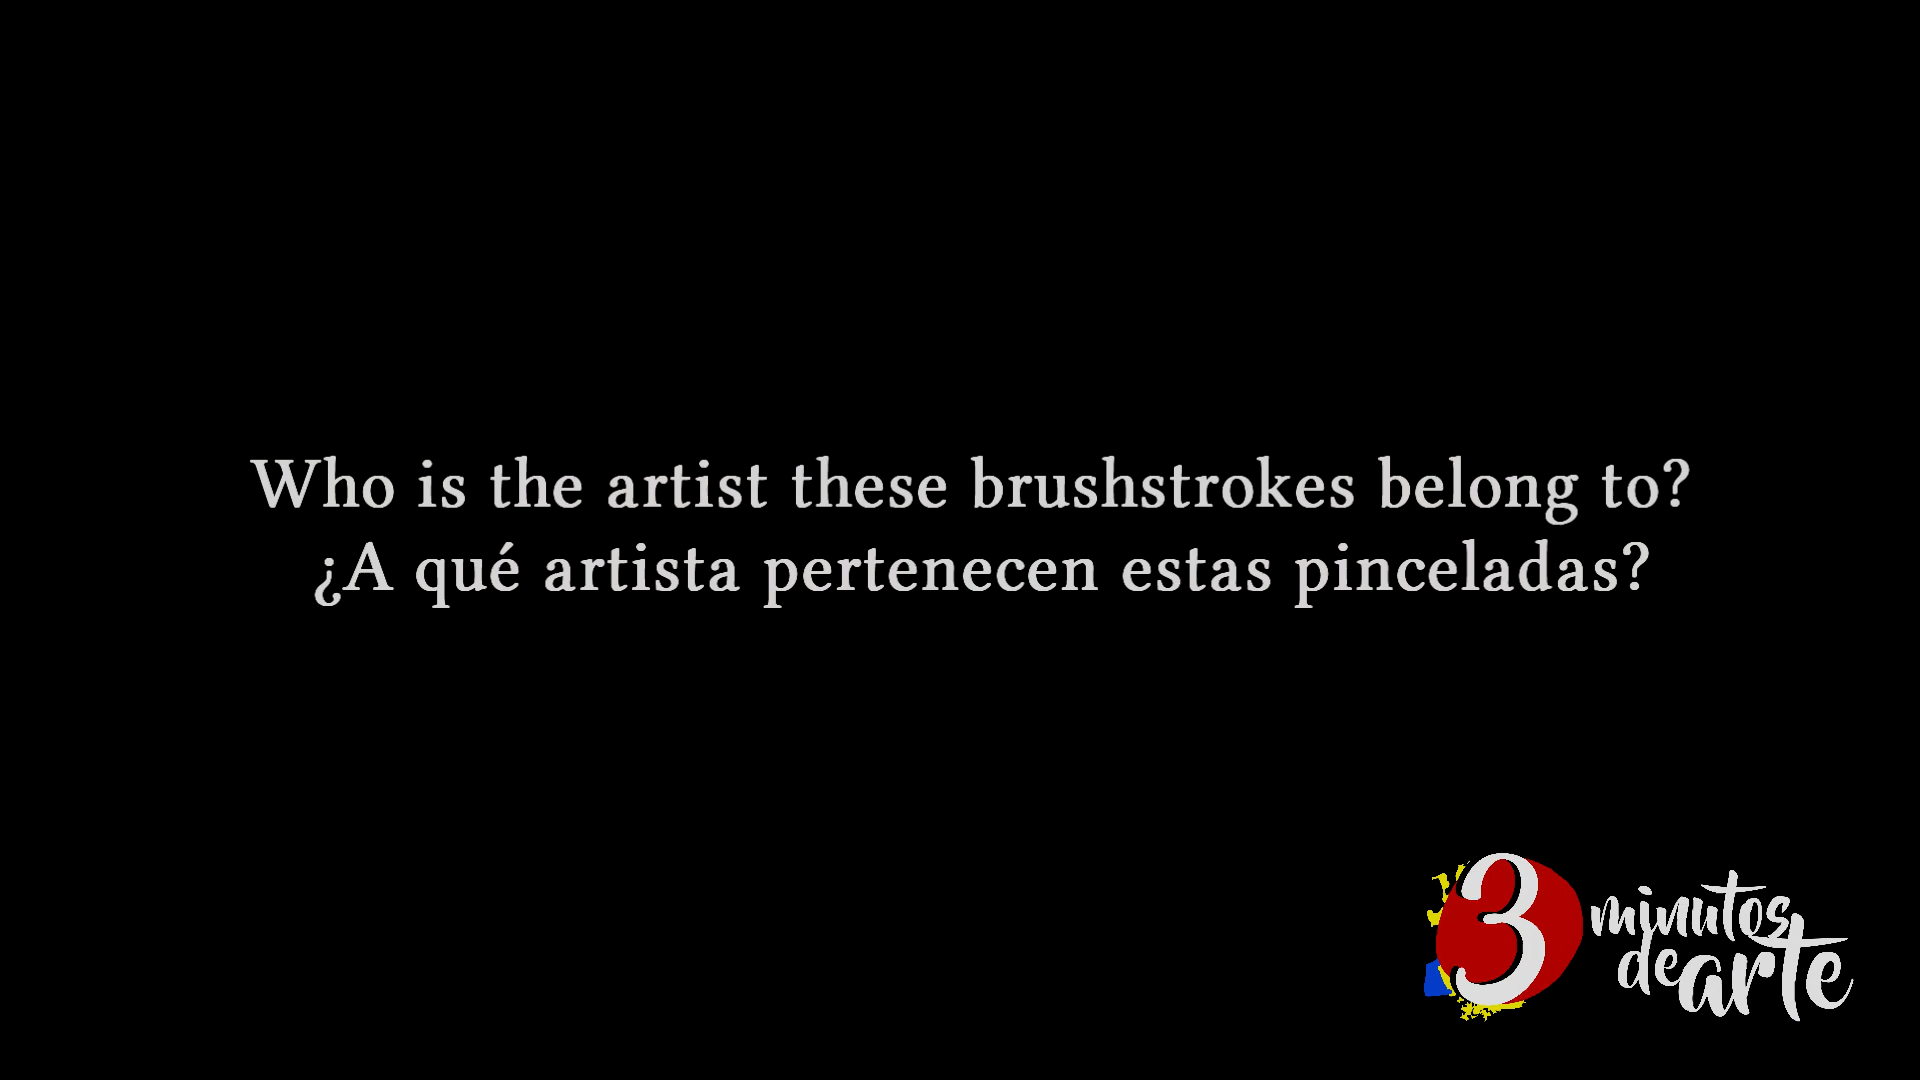 Who is the artist these brushstrokes belong to?
¿A qué artista pertenecen estas pinceladas?
3 minutos
de arte